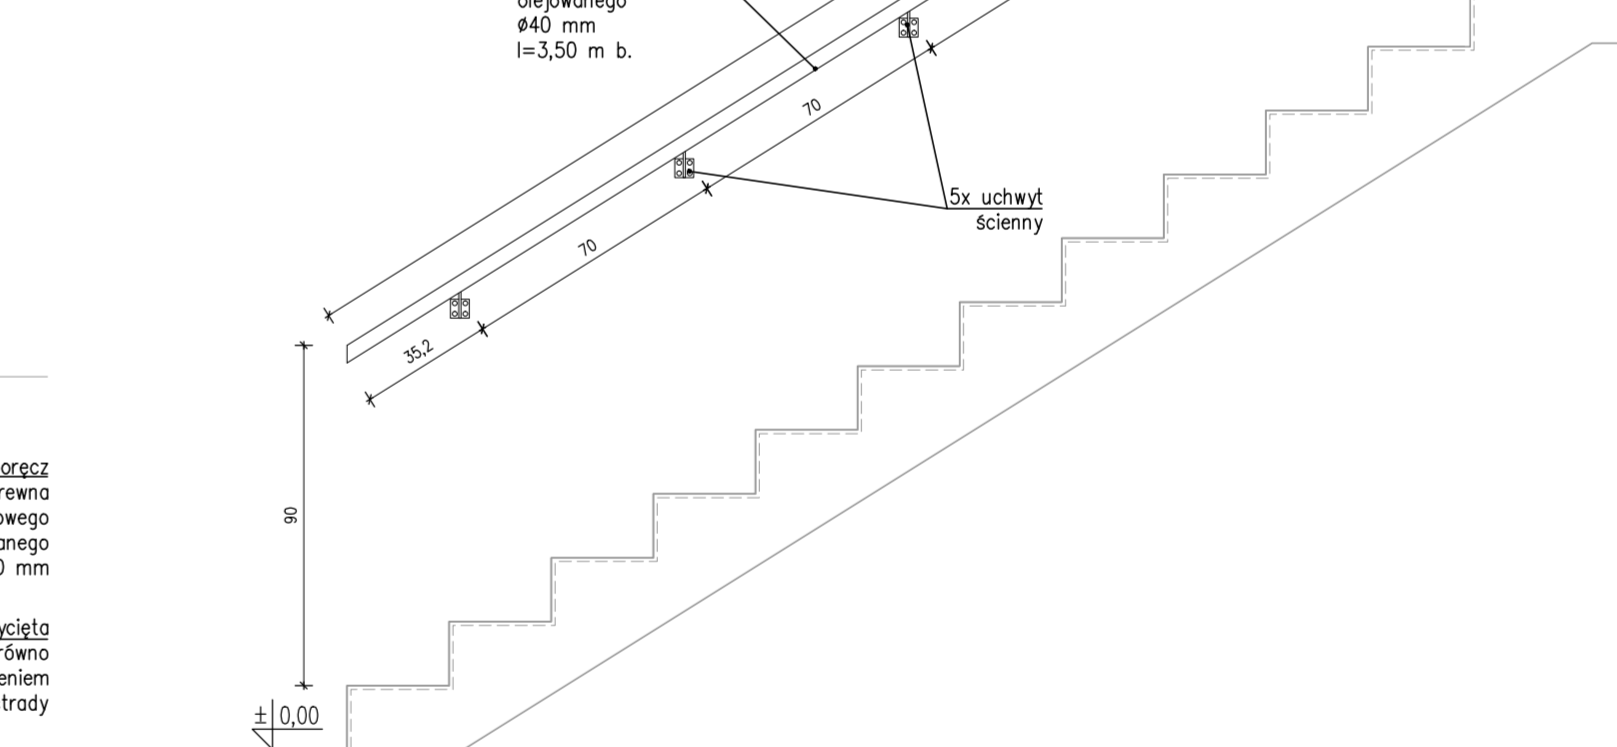 olejowanego
ø40 mm
l=3,50 m b.
70
5x uchwyt
ścienny
70
35,2
90
oręcz
rewna
owego
anego
0 mm
ycięta
równo
eniem
trady
±0,00